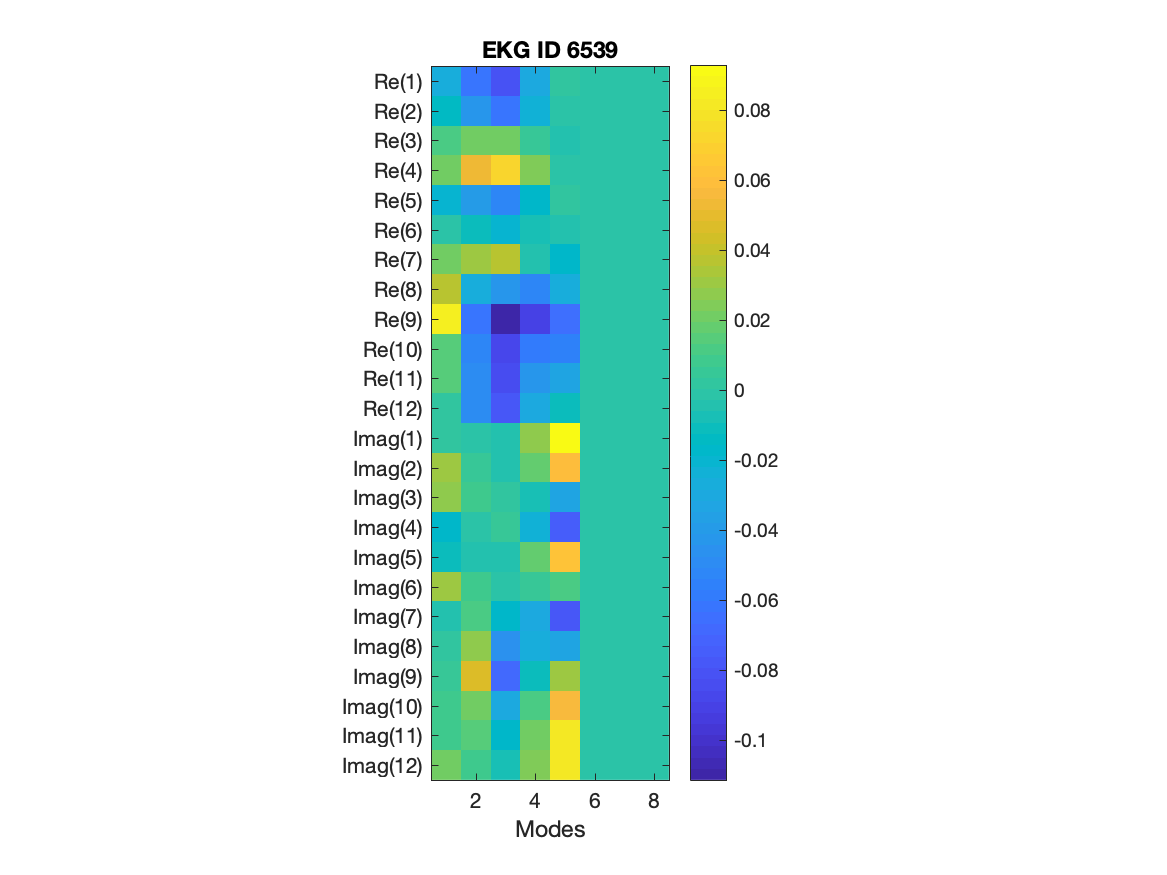 EKG ID 6539
Re(1)
Re(2)
Re(3)
Re(4)
Re(5)
Re(6)
Re(7)
Re(8)
Re(9)
Re(10)
Re(11)
Re(12)
Imag(1)
Imag(2)
Imag(3)
Imag(4)
Imag(5)
Imag(6)
Imag(7)
Imag(8)
Imag(9)
Imag(10)
Imag(11)
Imag(12)
2 4 6 8
Modes
0.08
0.06
0.04
0.02
0
-0.02
-0.04
-0.06
-0.08
-0.1